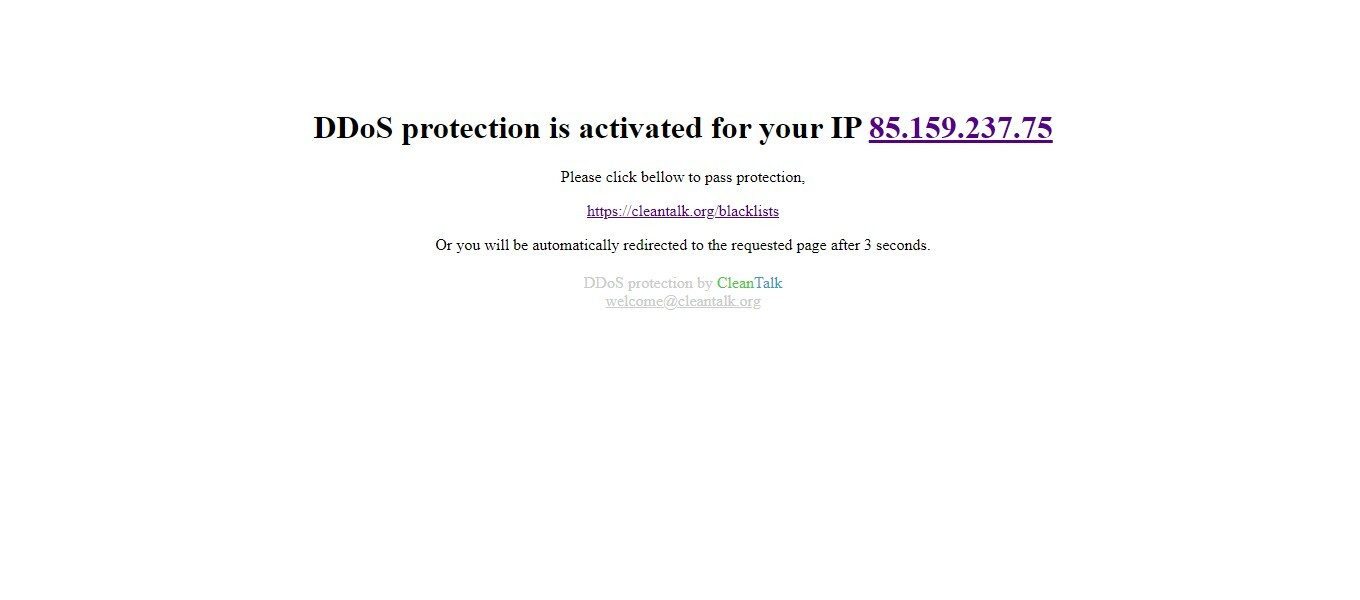 DDoS protection is activated for your IP 85.159.237.75
Please click bellow to pass protection,
https://cleantalk.org/blacklists
Or you will be automatically redirected to the requested page after 3 seconds.
DDoS protection by CleanTalk
welcome@cleantalk.org